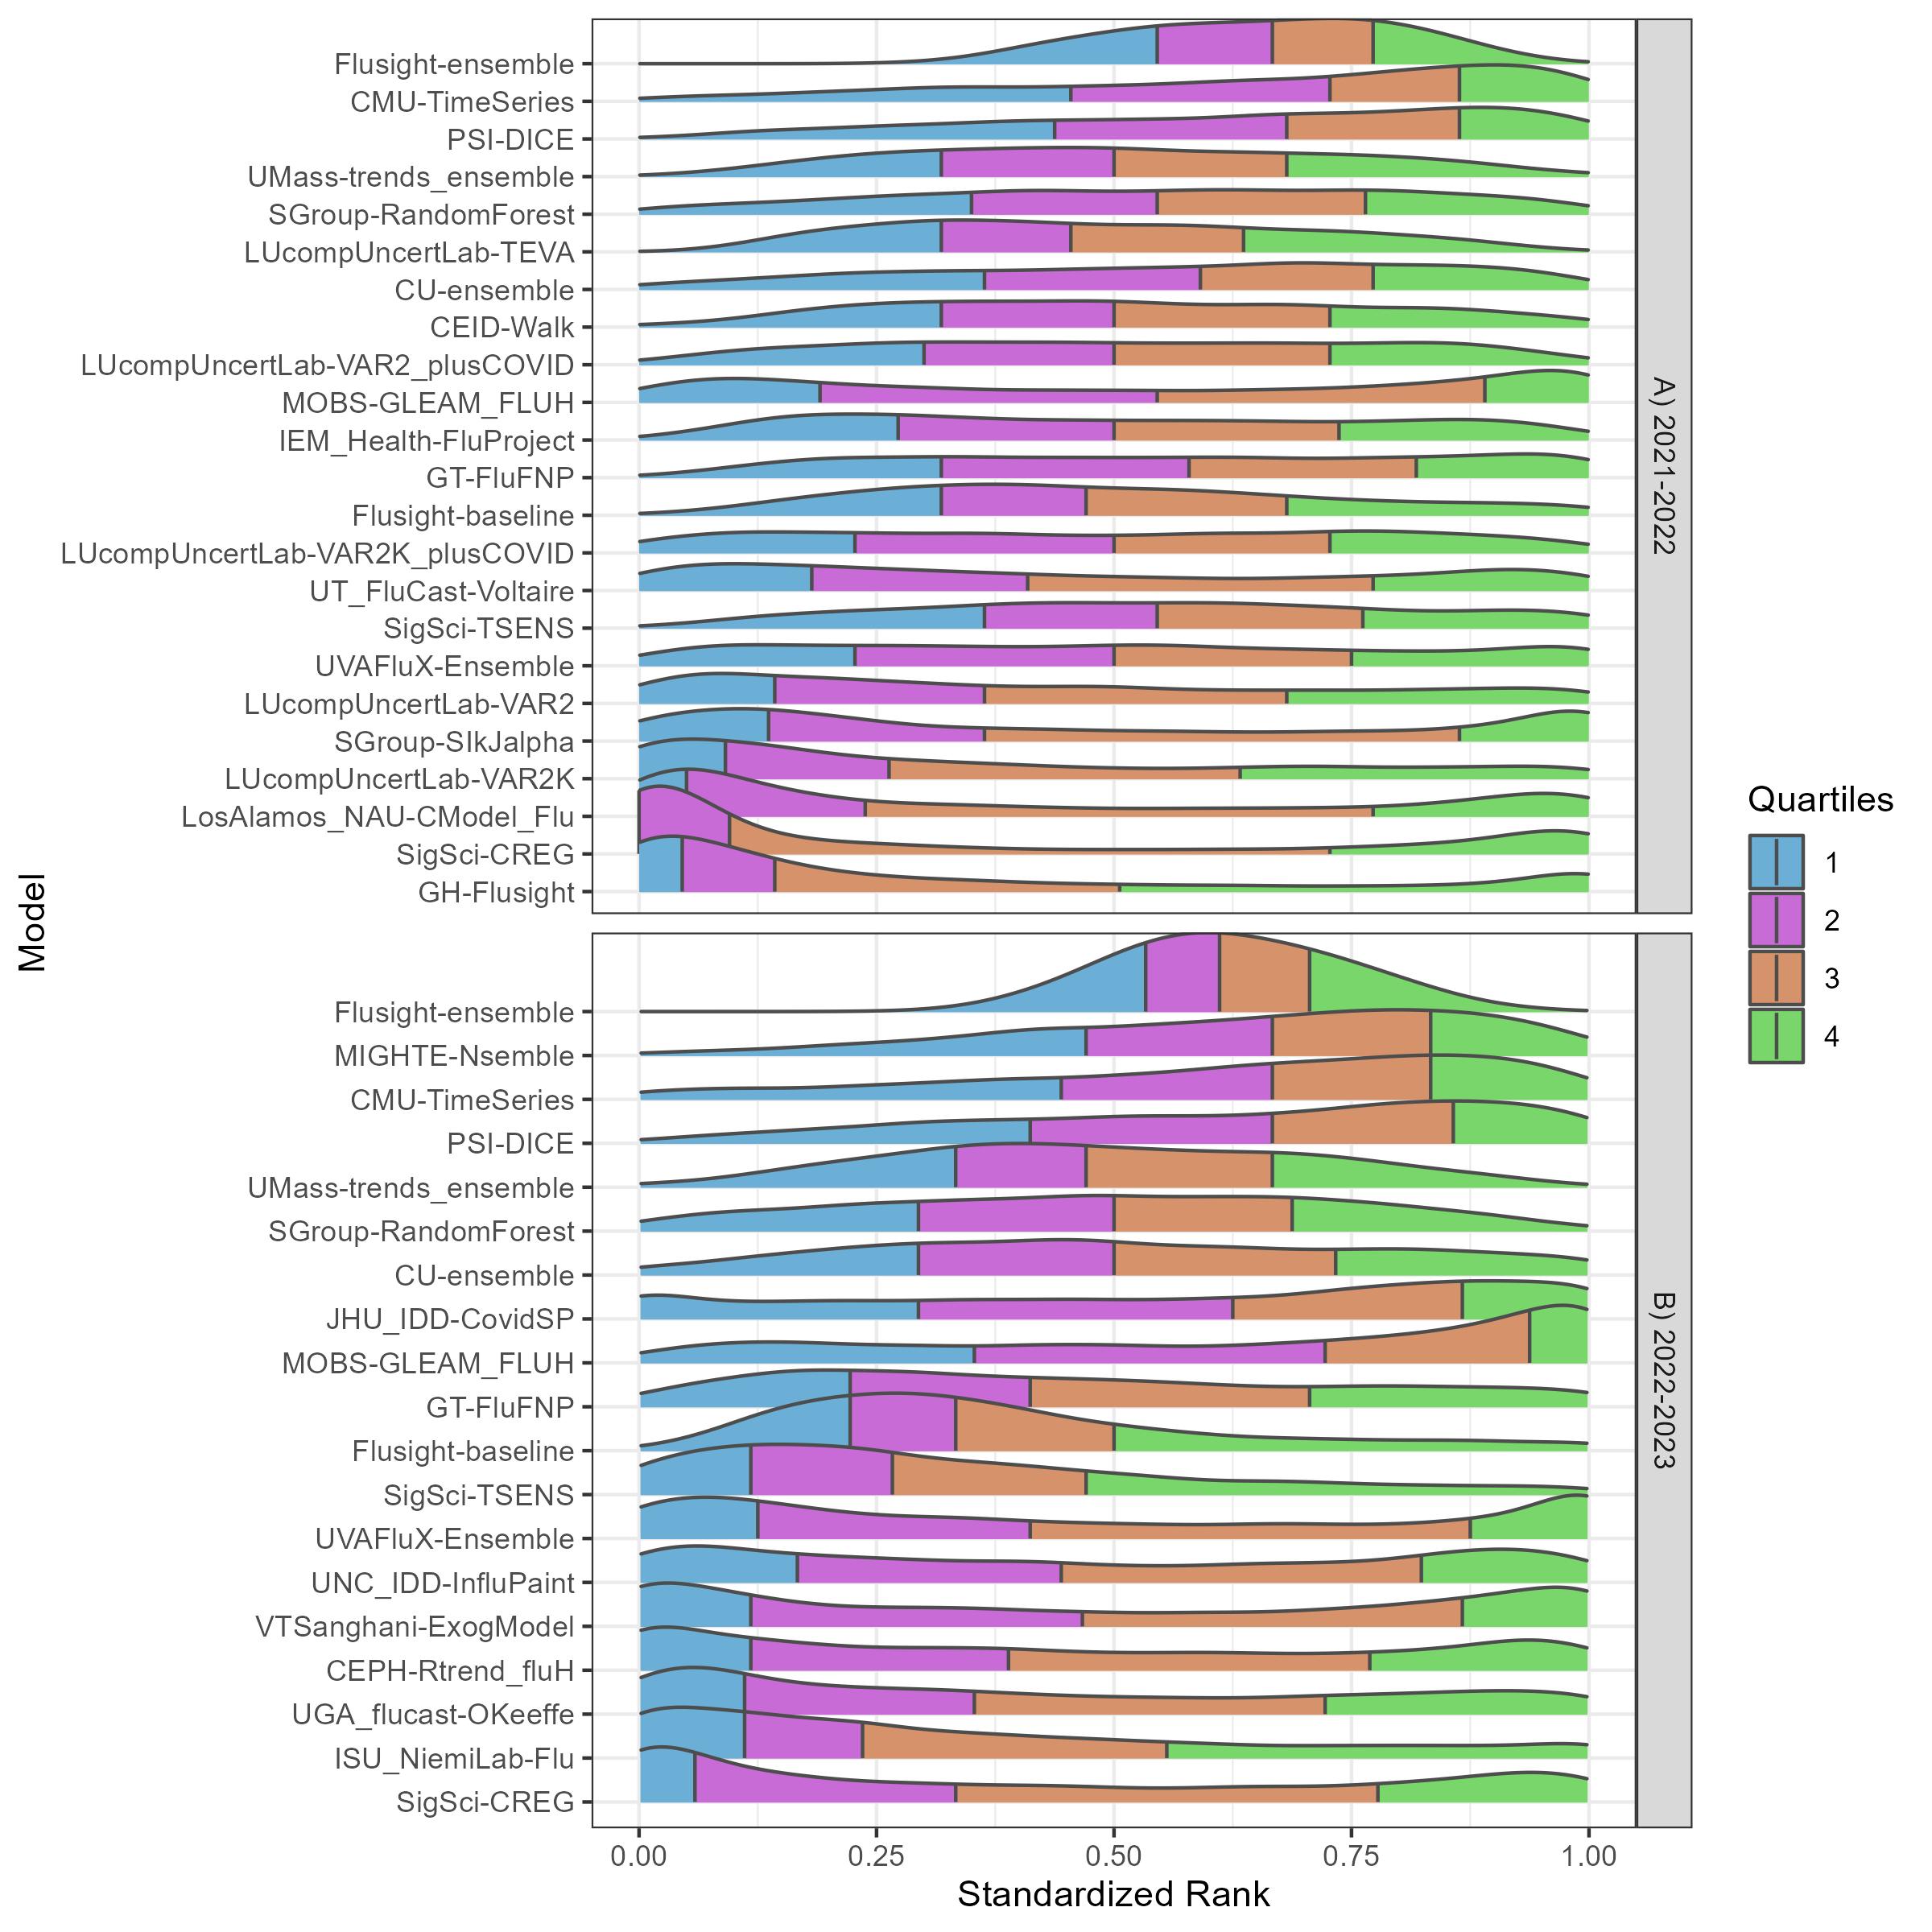 Flusight-ensemble
CMU-TimeSeries
PSI-DICE
UMass-trends_ensemble
SGroup-RandomForest
LUcompUncertLab-TEVA
CU-ensemble
CEID-Walk
LUcompUncertLab-VAR2_plusCOVID
MOBS-GLEAM_FLUH
IEM_Health-FluProject
GT-FluFNP
Flusight-baseline
LUcompUncertLab-VAR2K_plusCOVID
UT_FluCast-Voltaire
SigSci-TSENS
UVAFluX-Ensemble
LUcompUncertLab-VAR2
SGroup-SIkJalpha
LUcompUncertLab-VAR2K
LosAlamos_NAU-CModel_Flu
SigSci-CREG
GH-Flusight
A) 2021-2022
Flusight-ensemble
MIGHTE-Nsemble
CMU-TimeSeries
PSI-DICE
UMass-trends_ensemble
SGroup-RandomForest
CU-ensemble
JHU_IDD-CovidSP
MOBS-GLEAM_FLUH
GT-FluFNP
Flusight-baseline
SigSci-TSENS
UVAFluX-Ensemble
UNC_IDD-InfluPaint
VTSanghani-ExogModel
CEPH-Rtrend_fluH
UGA_flucast-OKeeffe
ISU_NiemiLab-Flu
SigSci-CREG
B) 2022-2023
0.00 0.25 0.50 0.75 1.00
Standardized Rank
Model
Quartiles
1
2
3
4